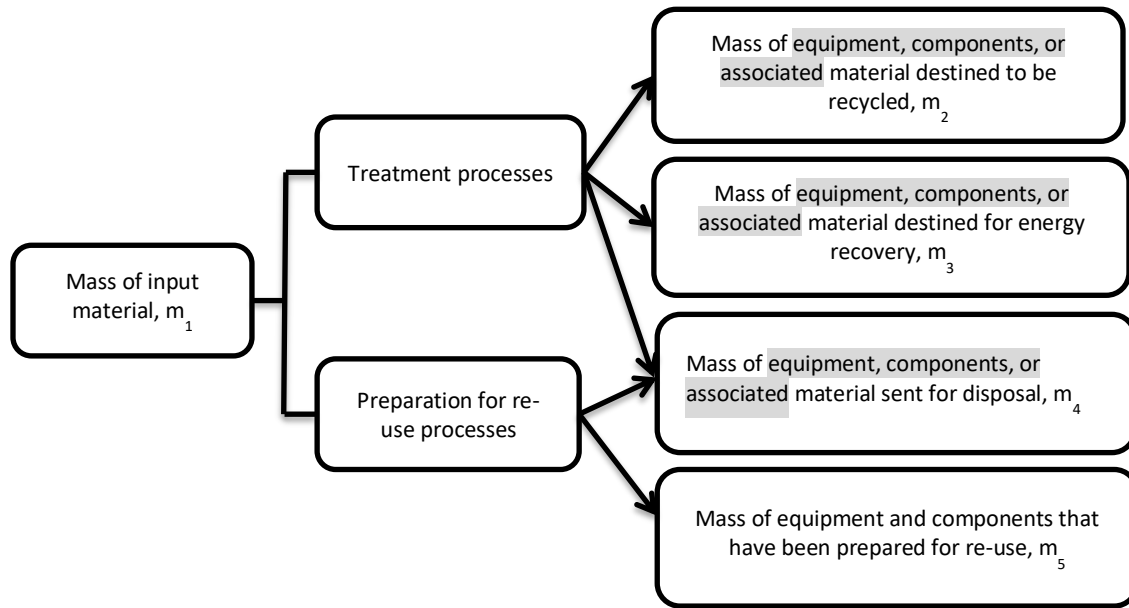 Mass of input
material, m1
Treatment processes
Preparation for re-
use processes
Mass of equipment, components, or
associated material destined to be
recycled, m2
Mass of equipment, components, or
associated material destined for energy
recovery, m3
Mass of equipment, components, or
associated material sent for disposal, m4
Mass of equipment and components that
have been prepared for re-use, m5